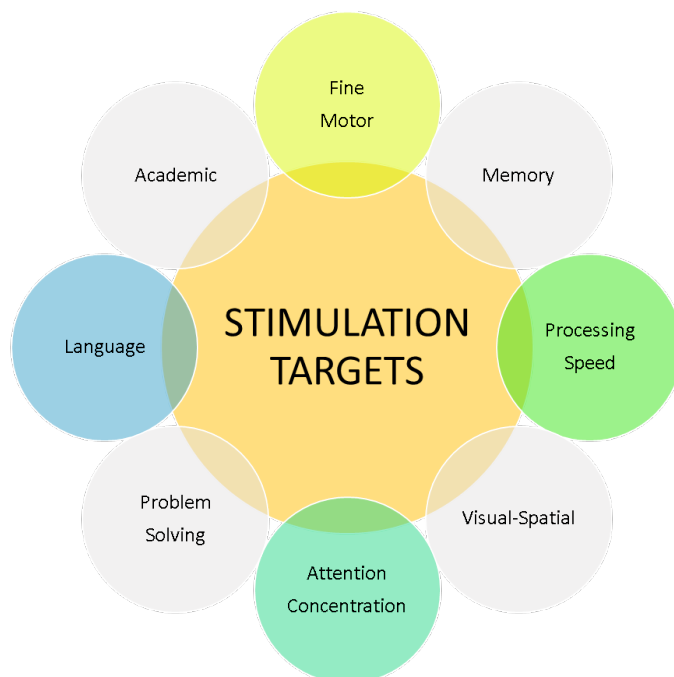 Fine
Motor
Academic
Memory
STIMULATION
TARGETS
Language
Processing
Speed
Problem
Solving
Visual-Spatial
Attention
Concentration